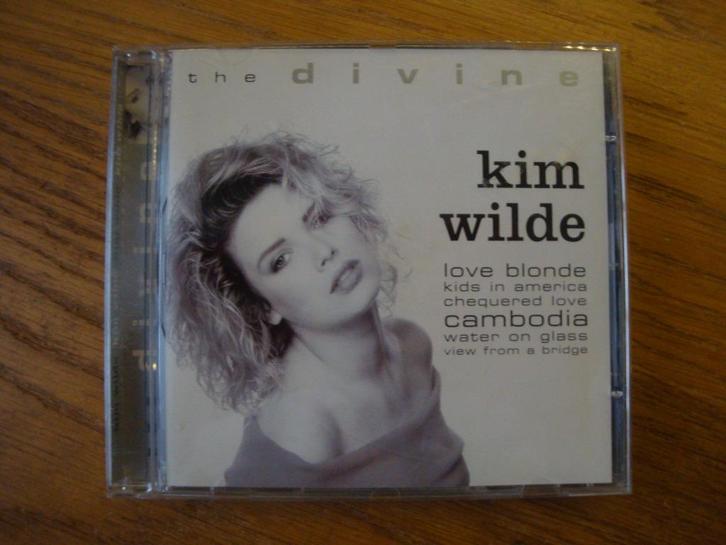 the divine
kim
wilde
love blonde
kids in america
chequered love
cambodia
water on glass
view from a bridge